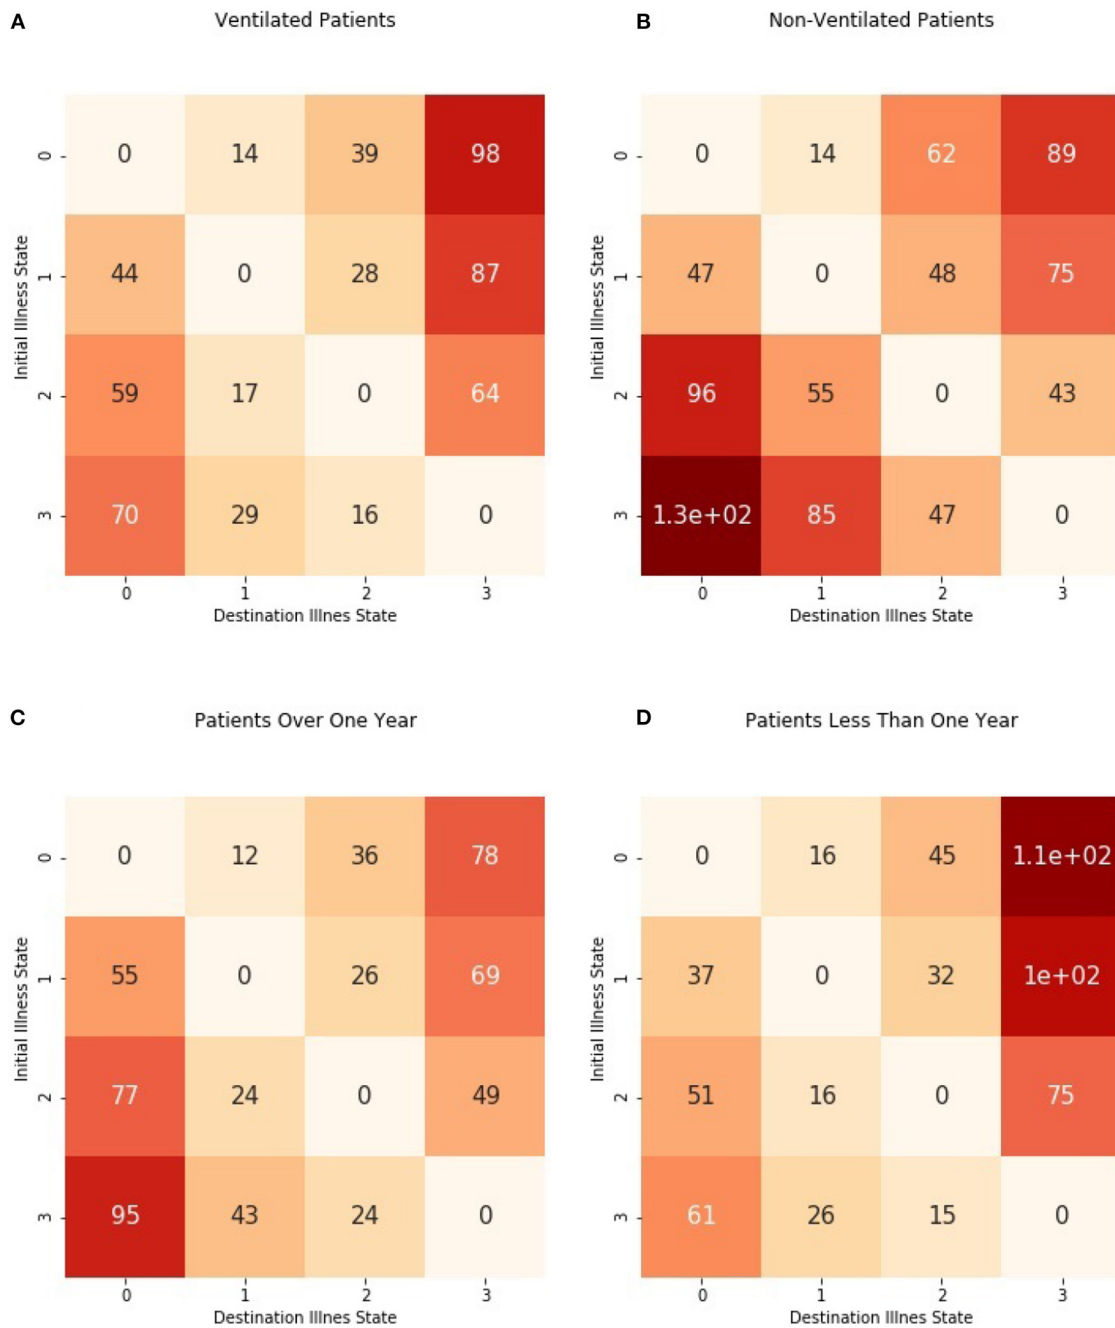 A
Ventilated Patients
0 14 39 98
44 0 28 87
59 17 0 64
70 29 16 0
0
1
2
3
Initial Illness State
0 1 2 3
Destination Illnes State
B
Non-Ventilated Patients
0 14 62 89
47 0 48 75
96 55 0 43
1.3e+02 85 47 0
0
1
2
3
Initial Illness State
0 1 2 3
Destination Illnes State
C
Patients Over One Year
0 12 36 78
55 0 26 69
77 24 0 49
95 43 24 0
0
1
2
3
Initial Illness State
0 1 2 3
Destination Illnes State
D
Patients Less Than One Year
0 16 45 1.1e+02
37 0 32 1e+02
51 16 0 75
61 26 15 0
0
1
2
3
Initial Illness State
0 1 2 3
Destination Illnes State